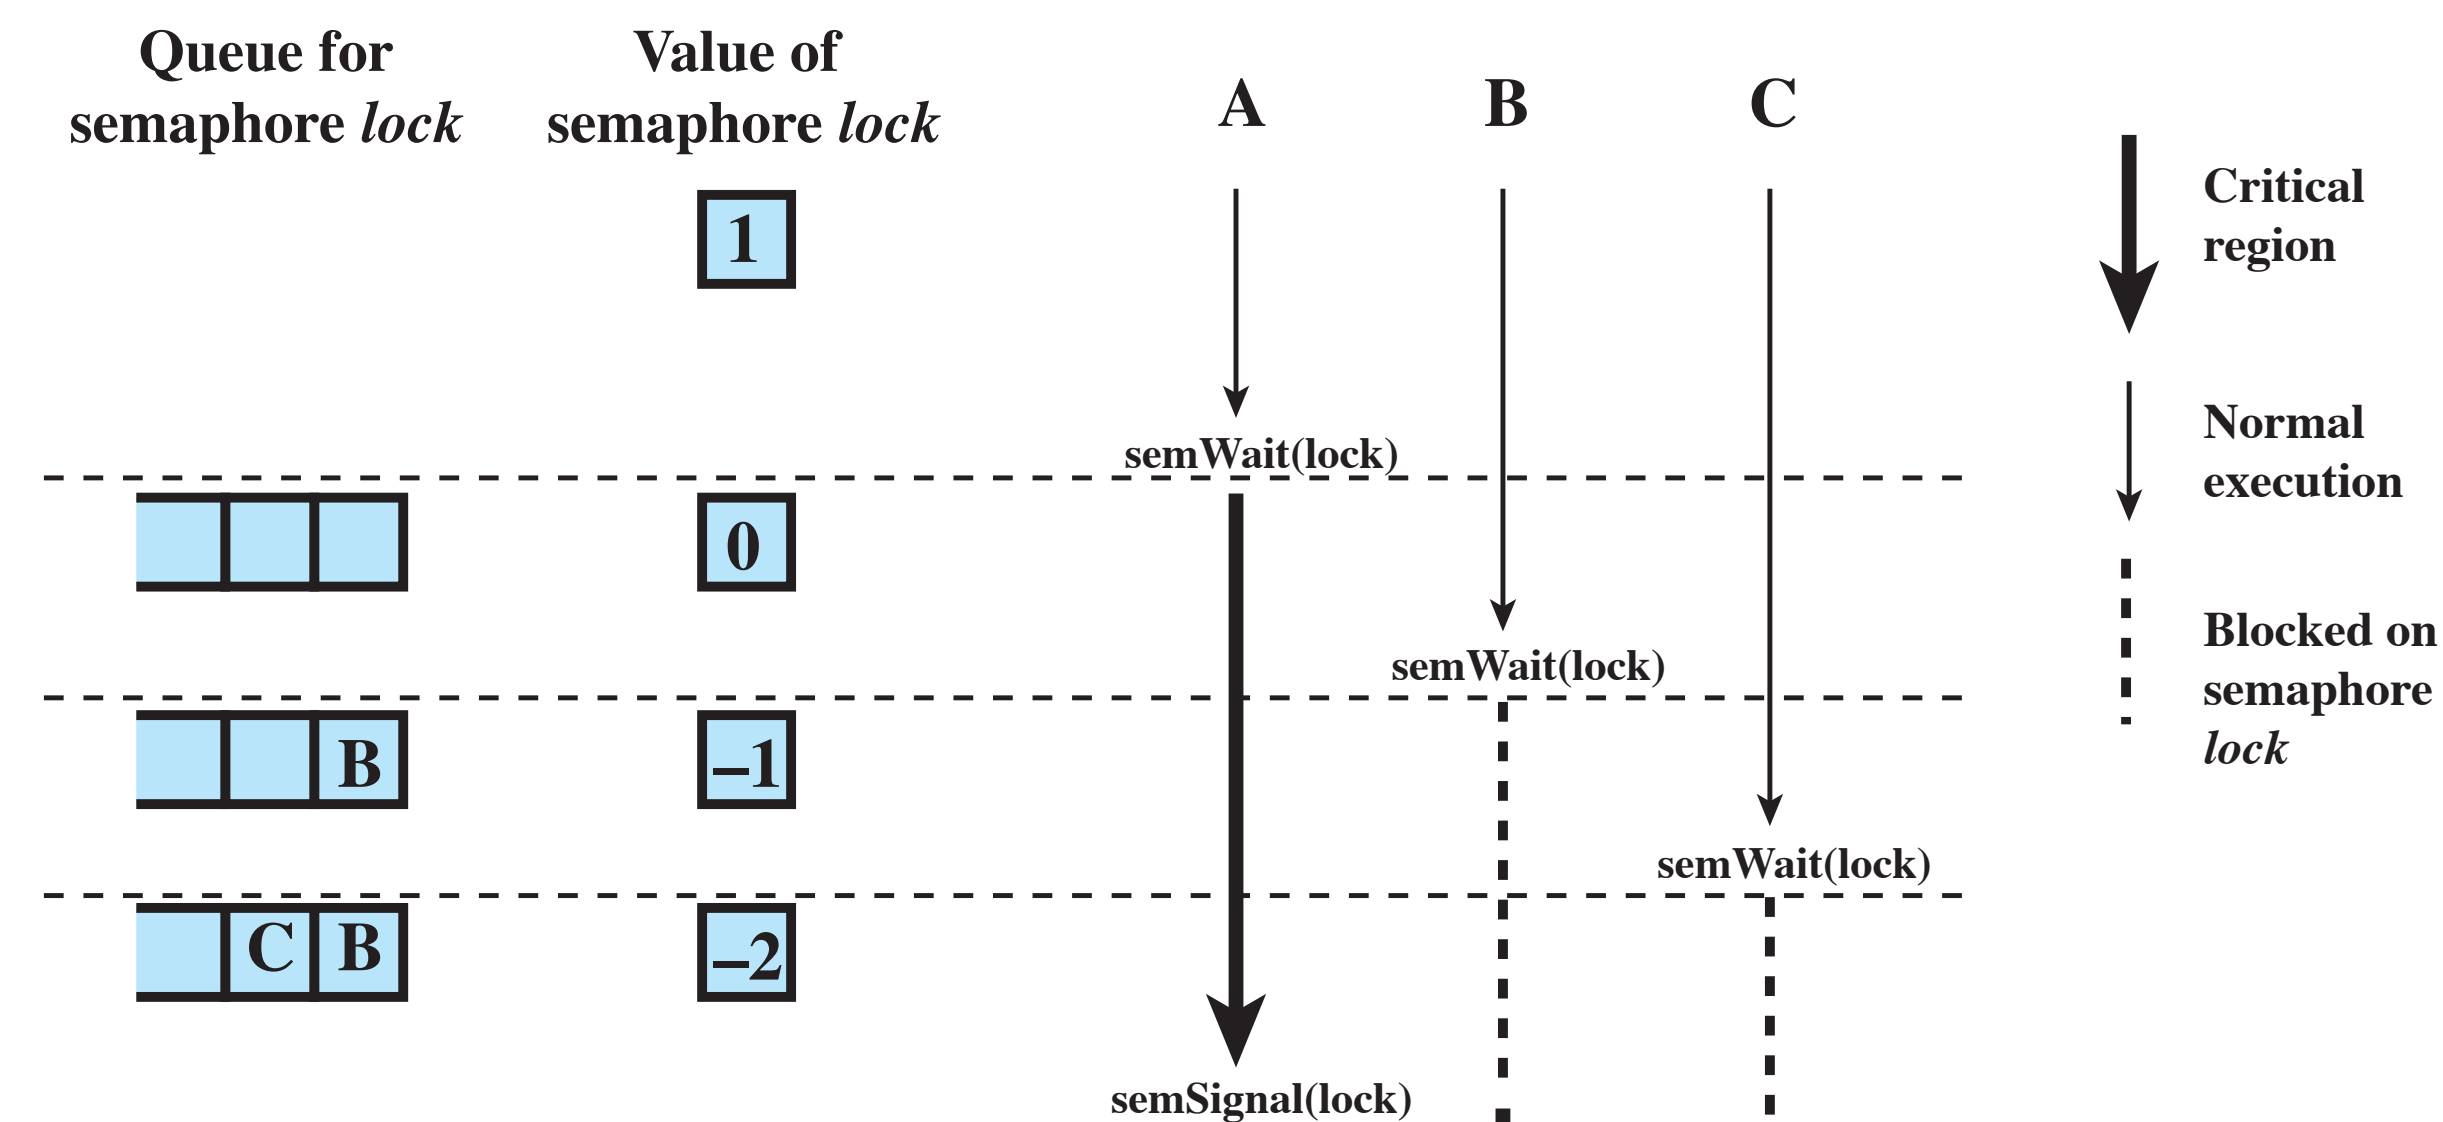 Queue for
semaphore lock
Value of
semaphore lock
A
B
C
1
Critical
region
Normal
execution
semWait(lock)
0
Blocked on
semaphore
lock
semWait(lock)
B
–1
semWait(lock)
C B
–2
semSignal(lock)